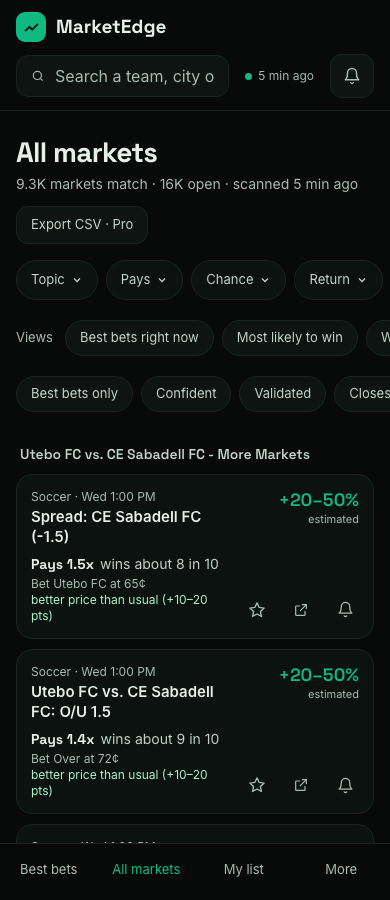 MarketEdge
Search a team, city o
5 min ago
All markets
9.3K markets match · 16K open · scanned 5 min ago
Export CSV · Pro
Topic Pays Chance Return
Views Best bets right now Most likely to win
Best bets only Confident Validated Closes
Utebo FC vs. CE Sabadell FC - More Markets
Soccer · Wed 1:00 PM
+20–50%
estimated
Spread: CE Sabadell FC
(-1.5)
Pays 1.5x wins about 8 in 10
Bet Utebo FC at 65¢
better price than usual (+10–20
pts)
Soccer · Wed 1:00 PM
+20–50%
estimated
Utebo FC vs. CE Sabadell
FC: O/U 1.5
Pays 1.4x wins about 9 in 10
Bet Over at 72¢
better price than usual (+10–20
pts)
Best bets All markets My list More